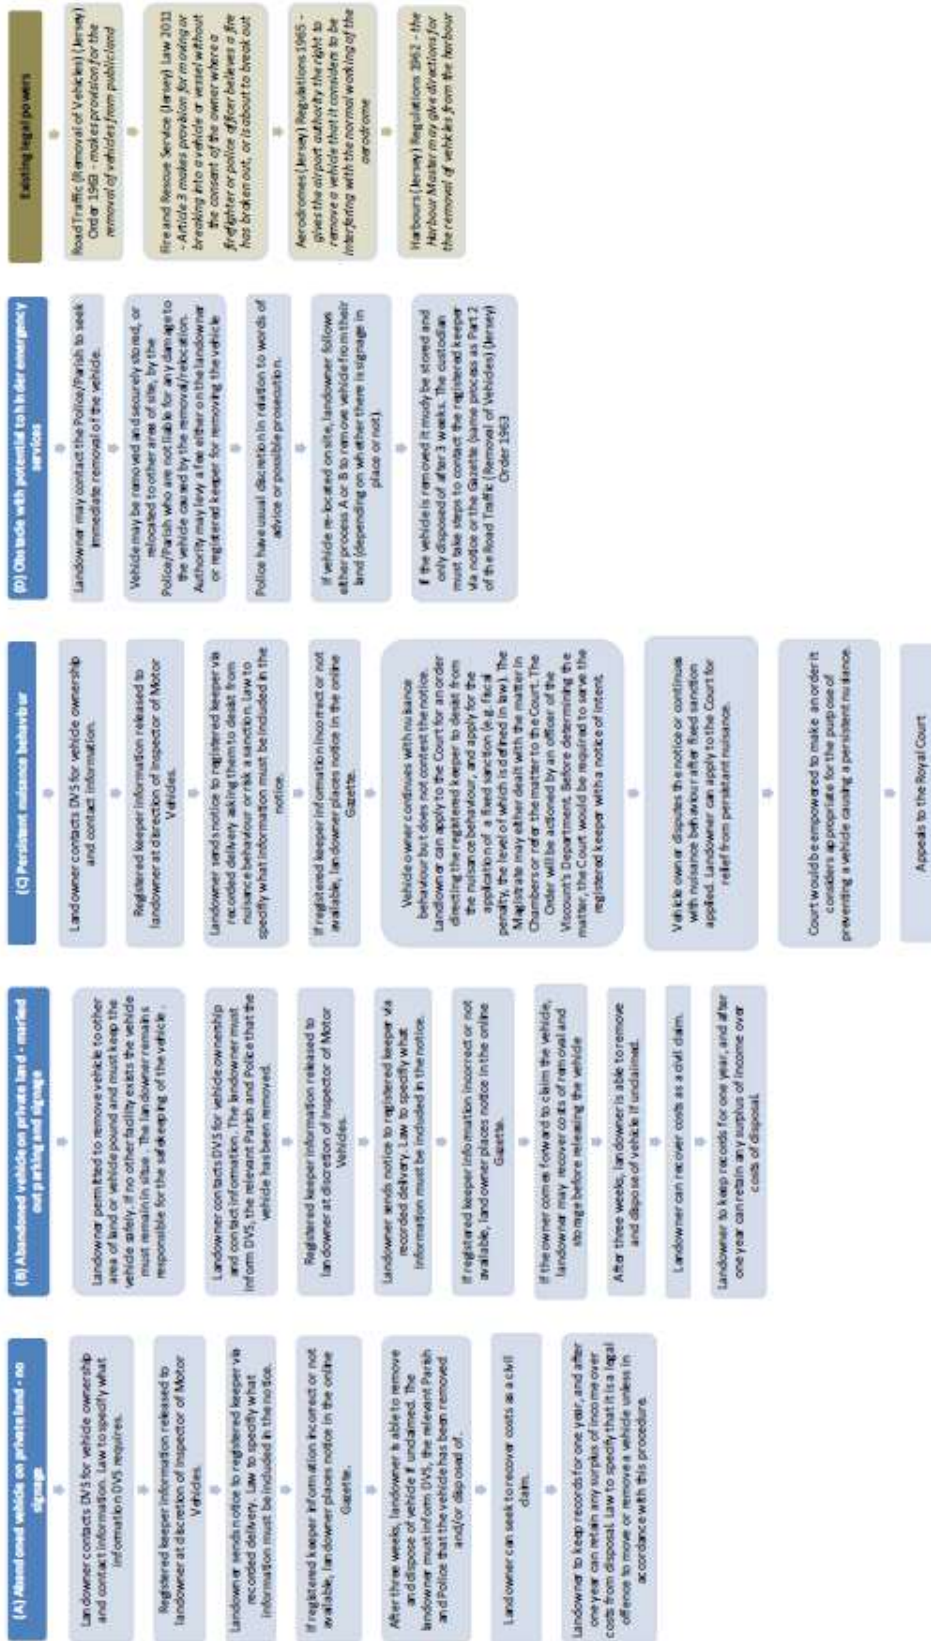 (A) Abandoned vehicle on private land - no
signage
Landowner contacts DVS for vehicle ownership
and contact information. Law to specify what
information DVS requires.
Registered keeper information released to
landowner at discretion of Inspector of Motor
Vehicles.
Landowner sends notice to registered keeper via
recorded delivery. Law to specify what
information must be included in the notice.
If registered keeper information incorrect or not
available, landowner places notice in the online
Gazette.
After three weeks, landowner is able to remove
and dispose of vehicle if unclaimed. The
landowner must inform DVS, the relevant Parish
and Police that the vehicle has been removed
and/or disposed of.
Landowner can seek to recover costs as a civil
claim.
Landowner to keep records for one year, and after
one year can retain any surplus of income over
costs from disposal. Law to specify that it is a legal
offence to move or remove a vehicle unless in
accordance with this procedure.
(B) Abandoned vehicle on private land - marked
out parking and signage
Landowner permitted to remove vehicle to other
area of land or vehicle pound and must keep the
vehicle safely. If no other facility exists the vehicle
must remain in situe . The landowner remains
responsible for the safekeeping of the vehicle .
Landowner contacts DVS for vehicle ownership
and contact information. The landowner must
inform DVS, the relevant Parish and Police that the
vehicle has been removed.
Registered keeper information released to
landowner at discretion of Inspector of Motor
Vehicles.
Landowner sends notice to registered keeper via
recorded delivery. Law to specify what
information must be included in the notice.
If registered keeper information incorrect or not
available, landowner places notice in the online
Gazette.
If the owner comes forward to claim the vehicle,
landowner may recover costs of removal and
storage before releasing the vehicle
After three weeks, landowner is able to remove
and dispose of vehicle if unclaimed.
Landowner can recover costs as a civil claim.
Landowner to keep records for one year, and after
one year can retain any surplus of income over
costs of disposal.
(C) Persistent nuisance behaviour
Landowner contacts DVS for vehicle ownership
and contact information.
Registered keeper information released to
landowner at discretion of Inspector of Motor
Vehicles.
Landowner sends notice to registered keeper via
recorded delivery asking them to desist from
nuisance behaviour or risk a sanction. Law to
specify what information must be included in the
notice.
If registered keeper information incorrect or not
available, landowner places notice in the online
Gazette.
Vehicle owner continues with nuisance
behaviour but does not contest the notice.
Landowner can apply to the Court for an order
directing the registered keeper to desist from
the nuisance behaviour, and apply for the
application of a fixed sanction (e.g. fiscal
penalty, the level of which is defined in law). The
Magistrate may either dealt with the matter in
Chambers or refer the matter to the Court. The
Order will be actioned by an officer of the
Viscount's Department. Before determining the
matter, the Court would be required to serve the
registered keeper with a notice of intent.
Vehicle owner disputes the notice or continues
with nuisance behaviour after fixed sanction
applied. Landowner can apply to the Court for
relief from persistant nuisance.
Court would be empowered to make an order it
considers appropriate for the purpose of
preventing a vehicle causing a persistent nuisance.
Appeals to the Royal Court
(D) Obstacle with potential to hinder emergency
services
Landowner may contact the Police/Parish to seek
immediate removal of the vehicle.
Vehicle may be removed and securely stored, or
relocated to other area of site, by the
Police/Parish who are not liable for any damage to
the vehicle caused by the removal/relocation.
Authority may levy a fee either on the landowner
or registered keeper for removing the vehicle
Police have usual discretion in relation to words of
advice or possible prosecution.
If vehicle re-located on site, landowner follows
either process A or B to remove vehicle from their
land (depending on whether there is signage in
place or not).
If the vehicle is removed it mudy be stored and
only disposed of after 3 weeks. The custodian
must take steps to contact the registered keeper
via notice or the Gazette (same process as Part 2
of the Road Traffic (Removal of Vehicles) (Jersey)
Order 1963
Existing legal powers
Road Traffic (Removal of Vehicles) (Jersey)
Order 1963 - makes provision for the
removal of vehicles from public land
Fire and Rescue Service (Jersey) Law 2011
- Article 3 makes provision for moving or
breaking into a vehicle or vessel without
the consent of the owner where a
firefighter or police officer believes a fire
has broken out, or is about to break out
Aerodromes (Jersey) Regulations 1965 -
gives the airport authority the right to
remove a vehicle that it considers to be
interfering with the normal working of the
aerodrome
Harbours (Jersey) Regulations 1962 - the
Harbour Master may give directions for
the removal of vehicles from the harbour